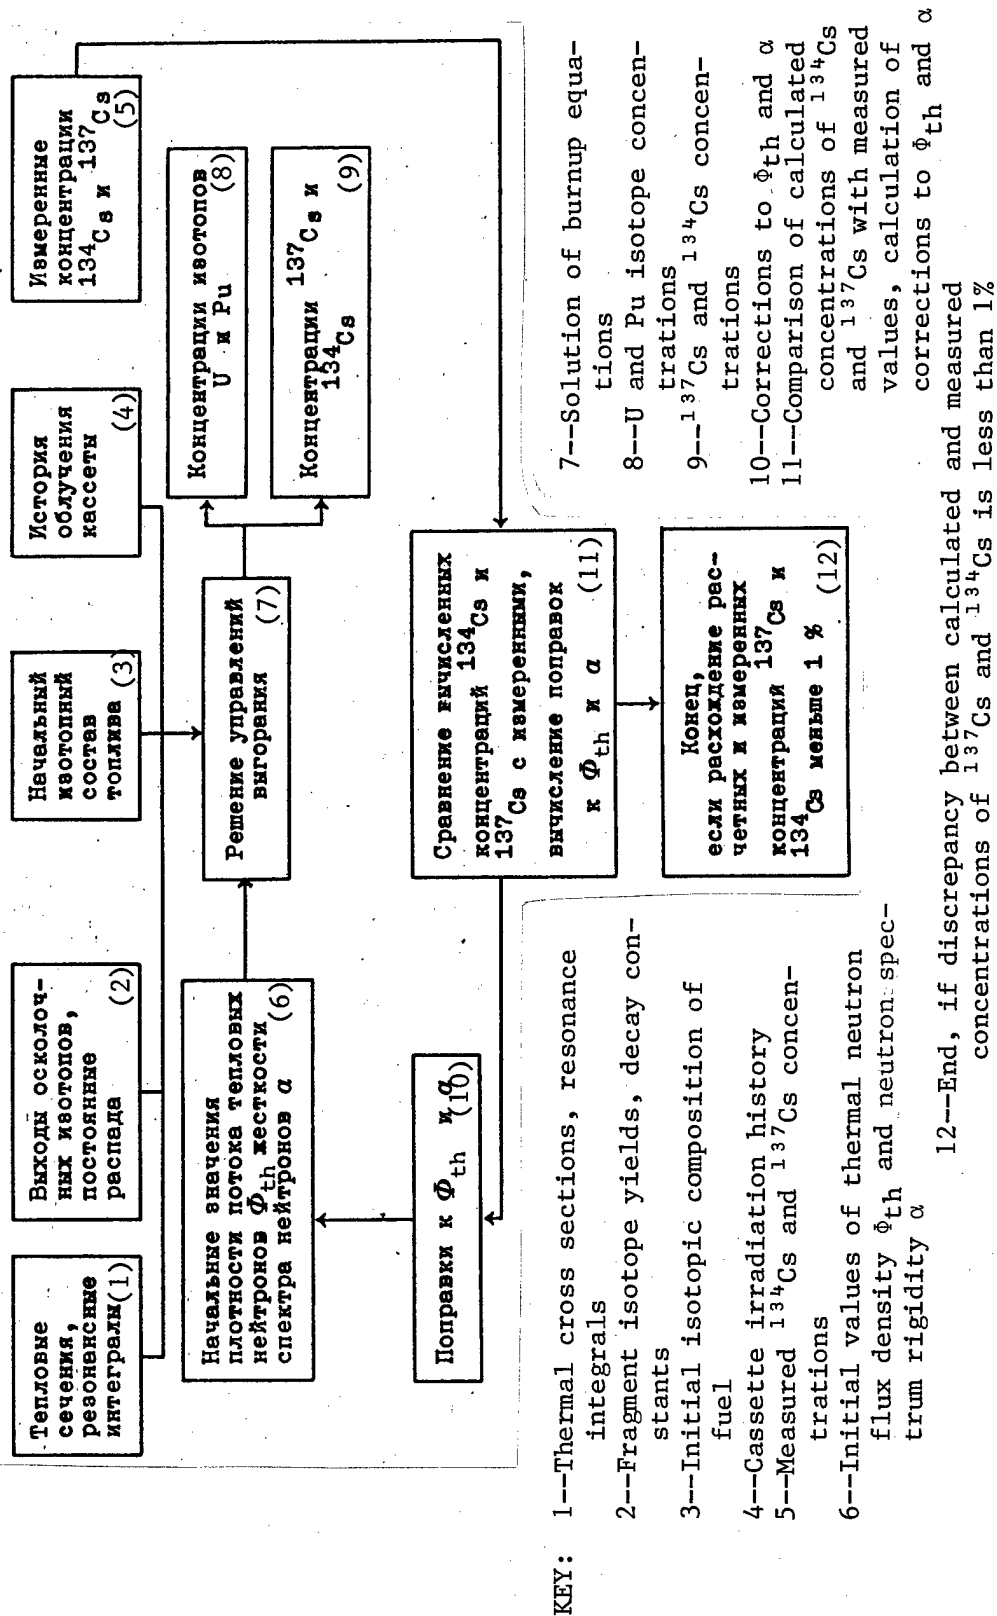 Тепловые
сечения,
резонансные
интегралы(1)
Выходы осколоч-
ных изотопов,
постоянные
распада (2)
Начальный
изотопный
состав
топлива (3)
История
облучения
кассеты
(4)
Измеренные
концентрации
134Cs и 137Cs
(5)
Начальные значения
плотности потока тепловых
нейтронов Φth жесткости
спектра нейтронов α (6)
Решение управлений
выгорания
(7)
Концентрации изотопов
U и Pu (8)
Концентрации 137Cs и
134Cs (9)
Поправки к Φth и α
(10)
Сравнение вычисленных
концентраций 134Cs и
137Cs с измеренными,
вычисление поправок
к Φth и α (11)
Конец,
если расхождение рас-
четных и измеренных
концентраций 137Cs и
134Cs меньше 1 % (12)
KEY: 1--Thermal cross sections, resonance
integrals
2--Fragment isotope yields, decay con-
stants
3--Initial isotopic composition of
fuel
4--Cassette irradiation history
5--Measured 134Cs and 137Cs concen-
trations
6--Initial values of thermal neutron
flux density Φth and neutron spec-
trum rigidity α
7--Solution of burnup equa-
tions
8--U and Pu isotope concen-
trations
9--137Cs and 134Cs concen-
trations
10--Corrections to Φth and α
11--Comparison of calculated
concentrations of 134Cs
and 137Cs with measured
values, calculation of
corrections to Φth and α
12--End, if discrepancy between calculated and measured
concentrations of 137Cs and 134Cs is less than 1%